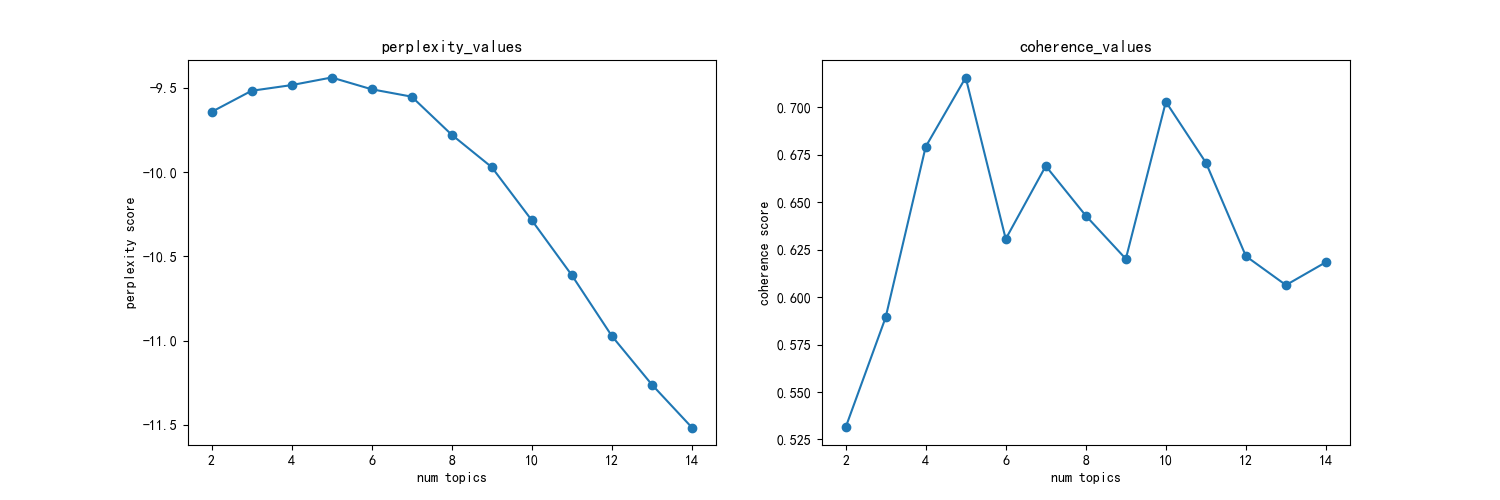 perplexity_values
perplexity score
−9.5
−10.0
−10.5
−11.0
−11.5
2 4 6 8 10 12 14
num topics
coherence_values
coherence score
0.700
0.675
0.650
0.625
0.600
0.575
0.550
0.525
2 4 6 8 10 12 14
num topics